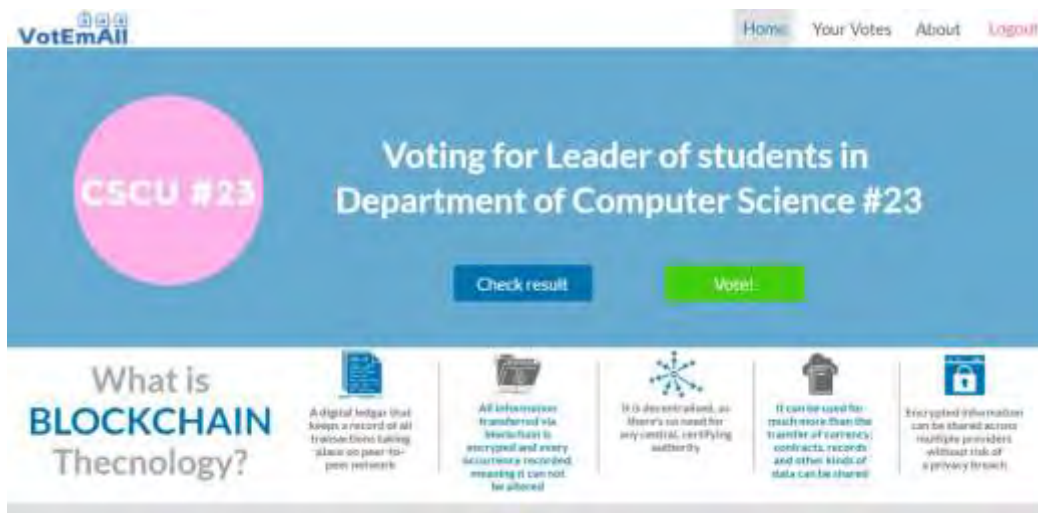 VotEmAll
Home Your Votes About Logout
CSCU #23
Voting for Leader of students in
Department of Computer Science #23
Check result
Vote!
What is
BLOCKCHAIN
Thecnology?
A digital ledger that
keeps a record of all
transactions taking
place on peer-to-
peer network
All information
transferred via
blockchain is
encryped and every
occurrence recorded,
meaning it can not
be altered
It is decentralised, so
there's no need for
any central, certifying
authority
It can be used for
much more than the
transfer of currency;
contracts, records
and other kinds of
data can be shared
Encrypted information
can be shared across
multiple providers
without risk of
a privacy breach